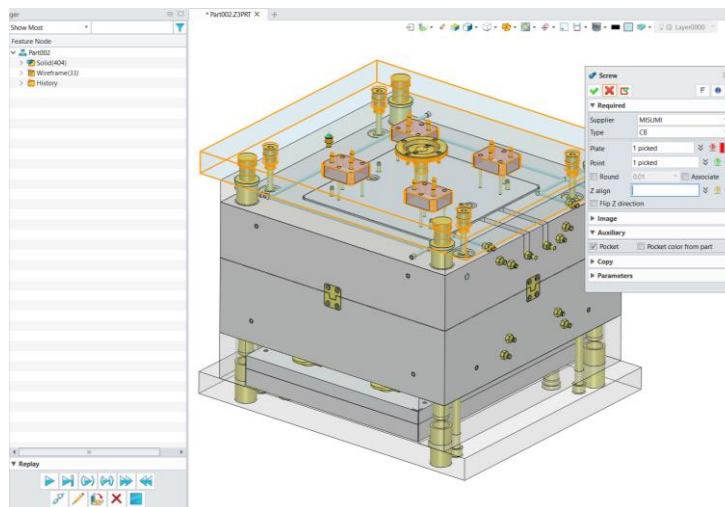 ger
Show Most
Feature Node
Part002
Solid(404)
Wireframe(33)
History
Replay
* Part002.Z3PRT
Layer0000
Screw
F
Required
Supplier MISUMI
Type CB
Plate 1 picked
Point 1 picked
Round 0.01 Associate
Z align
Flip Z direction
Image
Auxiliary
Pocket Pocket color from part
Copy
Parameters